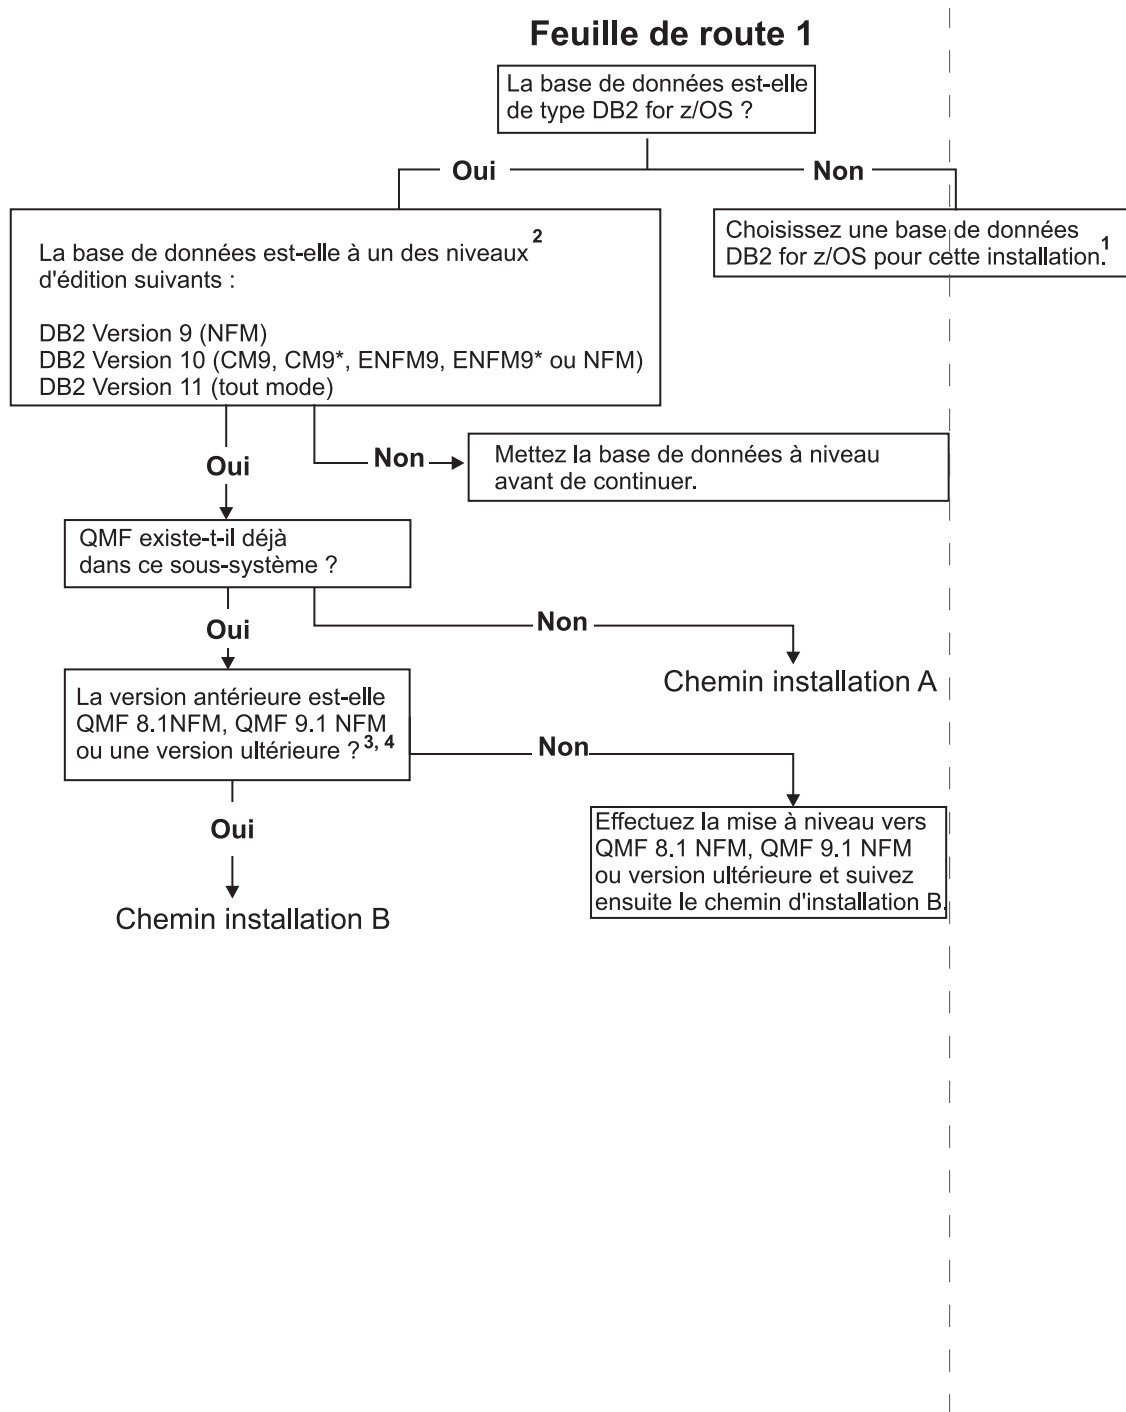 Feuille de route 1
La base de données est-elle
de type DB2 for z/OS ?
Oui
Non
La base de données est-elle à un des niveaux 2
d'édition suivants :
DB2 Version 9 (NFM)
DB2 Version 10 (CM9, CM9*, ENFM9, ENFM9* ou NFM)
DB2 Version 11 (tout mode)
Choisissez une base de données
DB2 for z/OS pour cette installation. 1
Oui
Non
Mettez la base de données à niveau
avant de continuer.
QMF existe-t-il déjà
dans ce sous-système ?
Oui
Non
Chemin installation A
La version antérieure est-elle
QMF 8.1NFM, QMF 9.1 NFM
ou une version ultérieure ? 3, 4
Non
Oui
Effectuez la mise à niveau vers
QMF 8.1 NFM, QMF 9.1 NFM
ou version ultérieure et suivez
ensuite le chemin d'installation B.
Chemin installation B